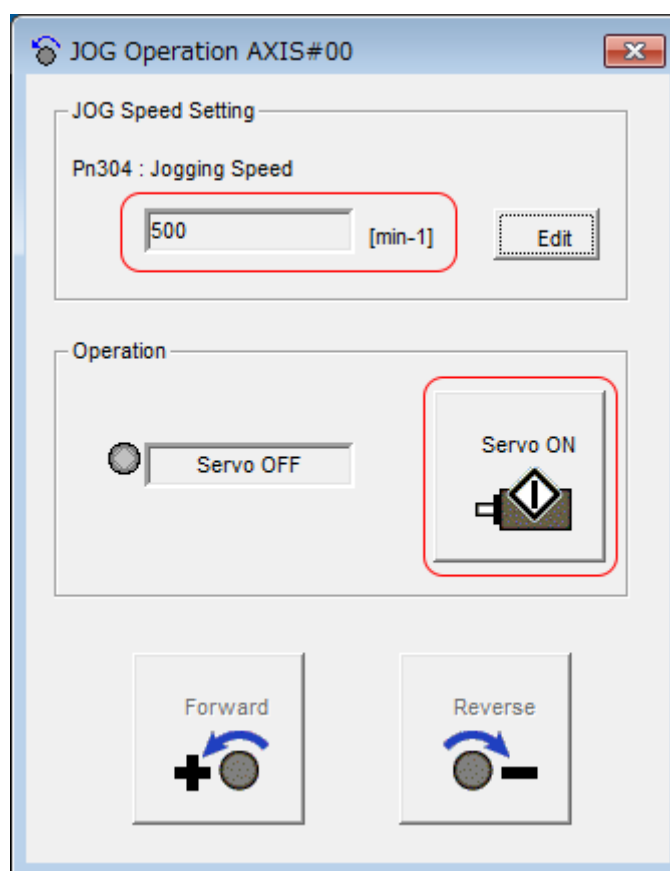 JOG Operation AXIS#00
JOG Speed Setting
Pn304 : Jogging Speed
500 [min-1] Edit
Operation
Servo OFF
Servo ON
Forward Reverse